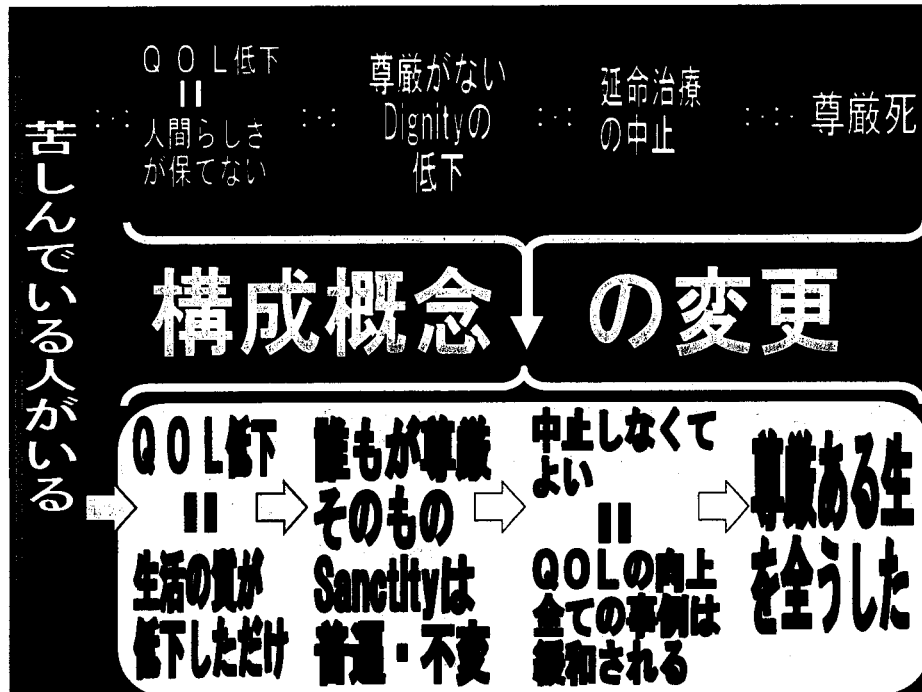 苦しんでいる人がいる
QOL低下
=
人間らしさ
が保てない
尊厳がない
Dignityの
低下
延命治療
の中止
尊厳死
構成概念の変更
QOL低下
=
生活の質が
低下しただけ
誰もが尊厳
そのもの
Sanctityは
普遍・不変
中止しなくて
よい
=
QOLの向上
全ての事例は
緩和される
尊厳ある生
を全うした